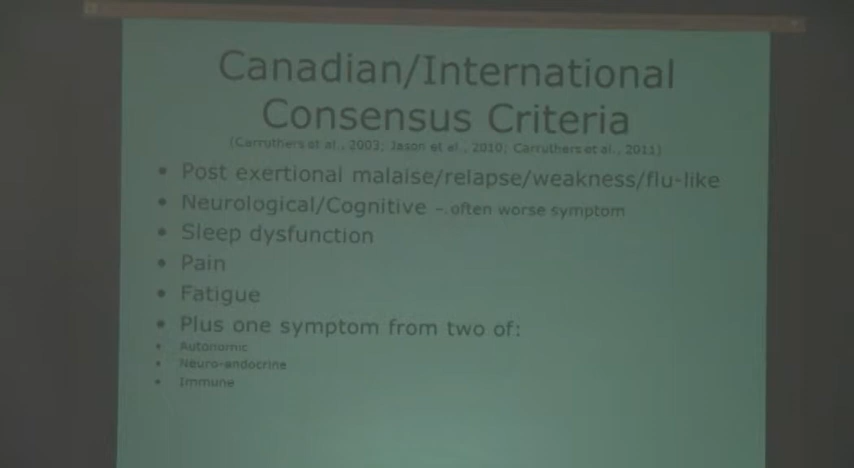 Canadian/International
Consensus Criteria
(Carruthers et al., 2003; Jason et al., 2010; Carruthers et al., 2011)
• Post exertional malaise/relapse/weakness/flu-like
• Neurological/Cognitive – often worse symptom
• Sleep dysfunction
• Pain
• Fatigue
• Plus one symptom from two of:
• Autonomic
• Neuro-endocrine
• Immune